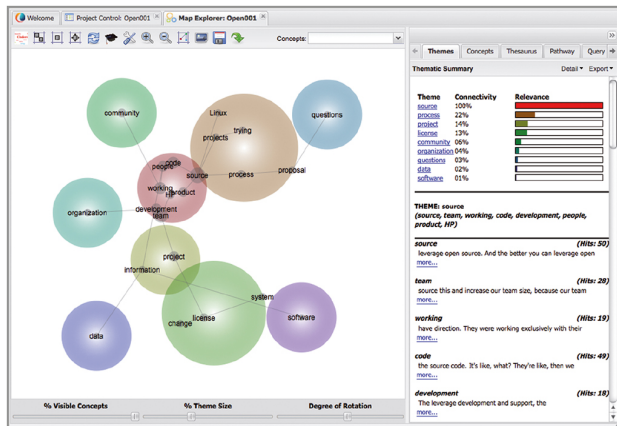 Welcome
Project Control: Open001
Map Explorer: Open001
Concepts:
community
Linux
trying
questions
projects
code
people
source
process
proposal
working
HP
product
organization
development
team
project
information
system
license
change
software
data
% Visible Concepts
% Theme Size
Degree of Rotation
Themes
Concepts
Thesaurus
Pathway
Query
Thematic Summary
Detail
Export
Theme Connectivity Relevance
source 100%
process 22%
project 14%
license 13%
community 06%
organization 04%
questions 03%
data 02%
software 01%
THEME: source
(source, team, working, code, development, people,
product, HP)
source (Hits: 50)
leverage open source. And the better you can leverage open
more...
team (Hits: 28)
source this and increase our team size, because our team
more...
working (Hits: 19)
have direction. They were working exclusively with their
more...
code (Hits: 49)
the source code. It's like, what? They're like, then we
more...
development (Hits: 18)
The leverage development and support, the
more...